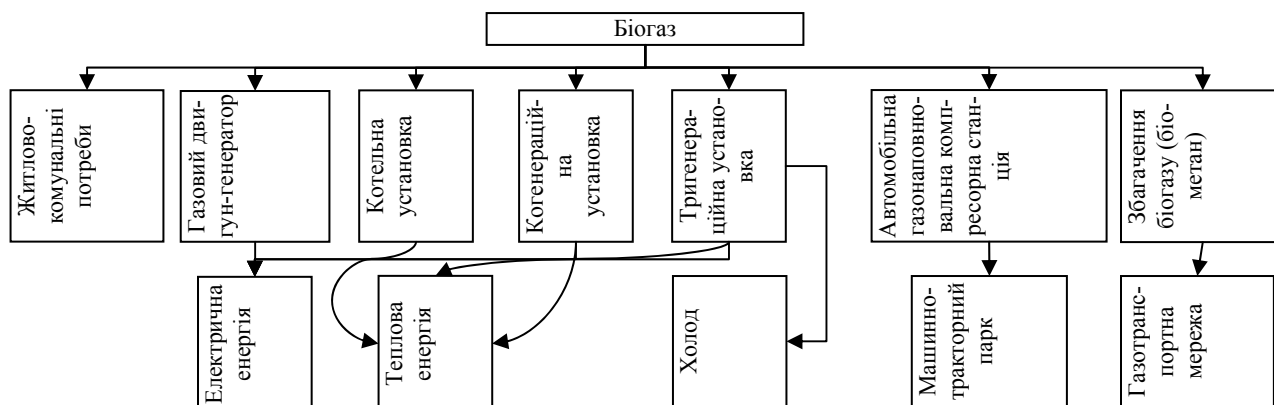 Біогаз
Житлово-
комунальні
потреби
Газовий дви-
гун-генератор
Котельна
установка
Когенерацій-
на
установка
Тригенера-
ційна устано-
вка
Автомобільна
газонаповню-
вальна комп-
ресорна стан-
ція
Збагачення
біогазу (біо-
метан)
Електрична
енергія
Теплова
енергія
Холод
Машинно-
тракторний
парк
Газотранс-
портна
мережа